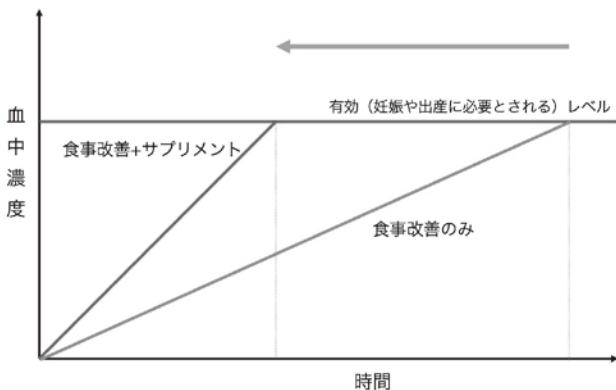 有効（妊娠や出産に必要とされる）レベル
血中濃度
食事改善+サプリメント
食事改善のみ
時間